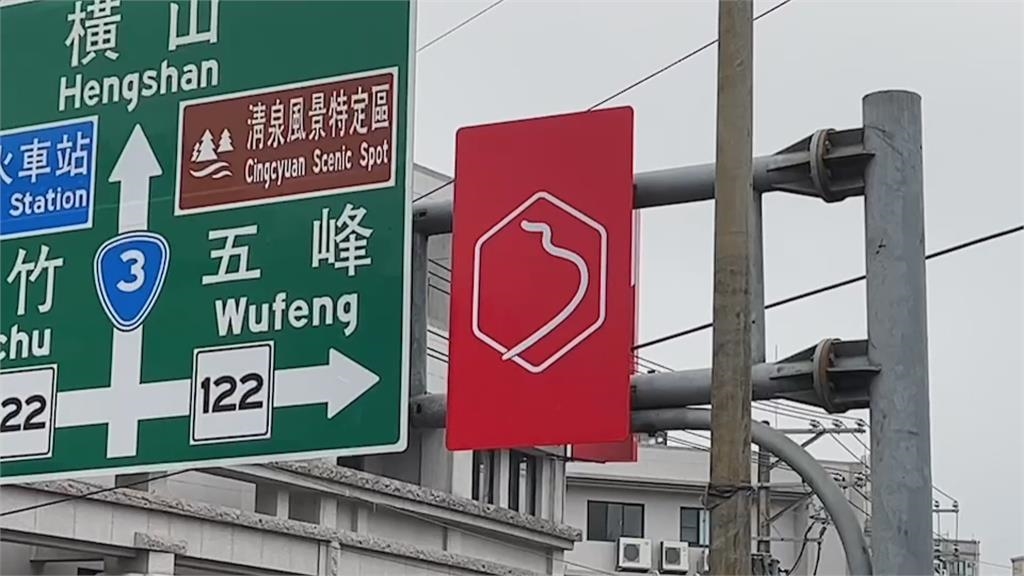 橫山
Hengshan
火車站
Station
清泉風景特定區
Cingcyuan Scenic Spot
3
竹
chu
22
五峰
Wufeng
122